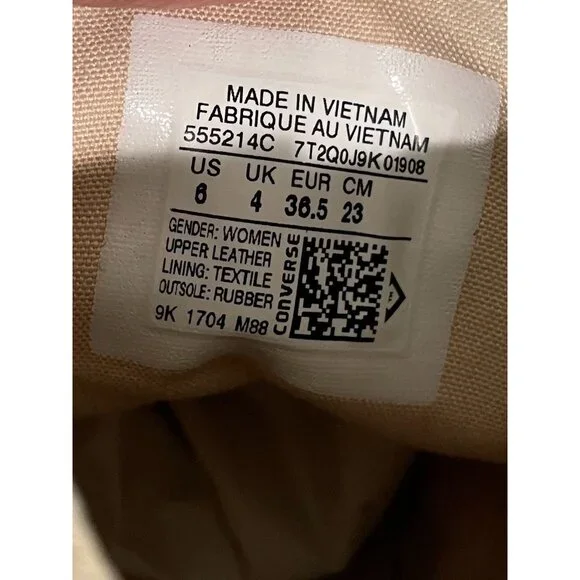 MADE IN VIETNAM
FABRIQUE AU VIETNAM
555214C 7T2Q0J9K01908
US UK EUR CM
6 4 36.5 23
GENDER: WOMEN
UPPER LEATHER
LINING: TEXTILE
OUTSOLE: RUBBER
CONVERSE
9K 1704 M88